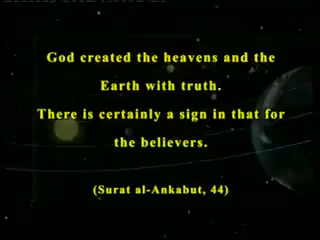 God created the heavens and the
Earth with truth.
There is certainly a sign in that for
the believers.
(Surat al-Ankabut, 44)